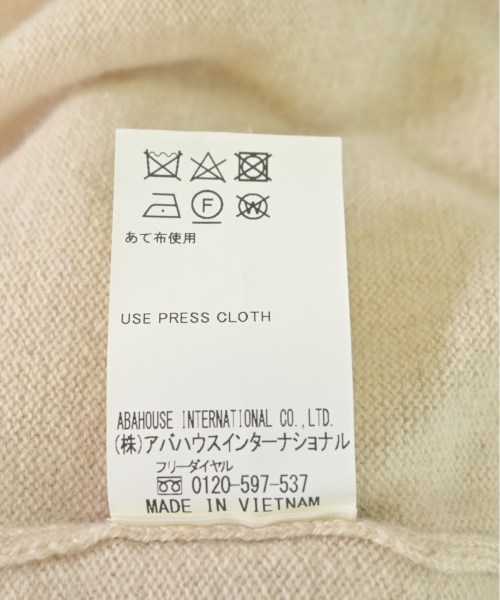 F W
あて布使用
USE PRESS CLOTH
ABAHOUSE INTERNATIONAL CO.,LTD.
(株)アバハウスインターナショナル
フリーダイヤル
0120-597-537
MADE IN VIETNAM